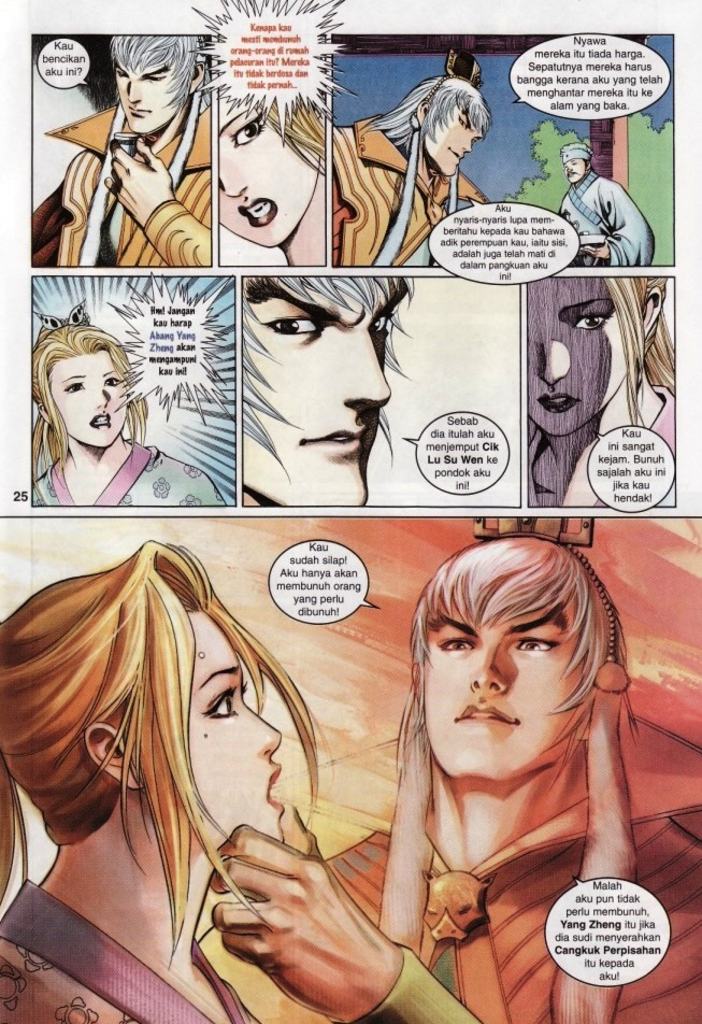 Kau
bencikan
aku ini?
Kenapa kau
mesti membunuh
orang-orang di rumah
pelacuran itu? Mereka
itu tidak berdosa dan
tidak pernah...
Nyawa
mereka itu tiada harga.
Sepatutnya mereka harus
bangga kerana aku yang telah
menghantar mereka itu ke
alam yang baka.
Aku
nyaris-nyaris lupa mem-
beritahu kepada kau bahawa
adik perempuan kau, iaitu sisi,
adalah juga telah mati di
dalam pangkuan aku
ini!
Hm! Jangan
kau harap
Abang Yang
Zheng akan
mengampuni
kau ini!
Sebab
dia itulah aku
menjemput Cik
Lu Su Wen ke
pondok aku
ini!
Kau
ini sangat
kejam. Bunuh
sajalah aku ini
jika kau
hendak!
25
Kau
sudah silap!
Aku hanya akan
membunuh orang
yang perlu
dibunuh!
Malah
aku pun tidak
perlu membunuh,
Yang Zheng itu jika
dia sudi menyerahkan
Cangkuk Perpisahan
itu kepada
aku!